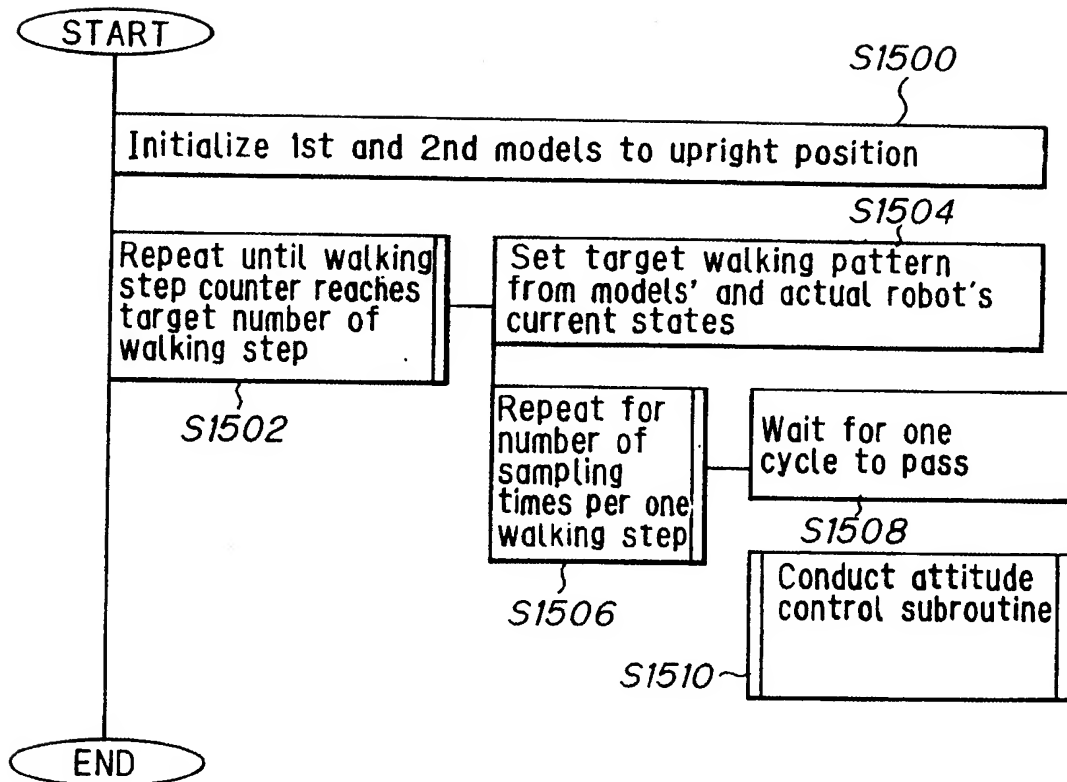 START
S1500
Initialize 1st and 2nd models to upright position
S1504
Repeat until walking
step counter reaches
target number of
walking step
Set target walking pattern
from models' and actual robot's
current states
S1502
Repeat for
number of
sampling
times per one
walking step
Wait for one
cycle to pass
S1508
S1506
Conduct attitude
control subroutine
S1510
END